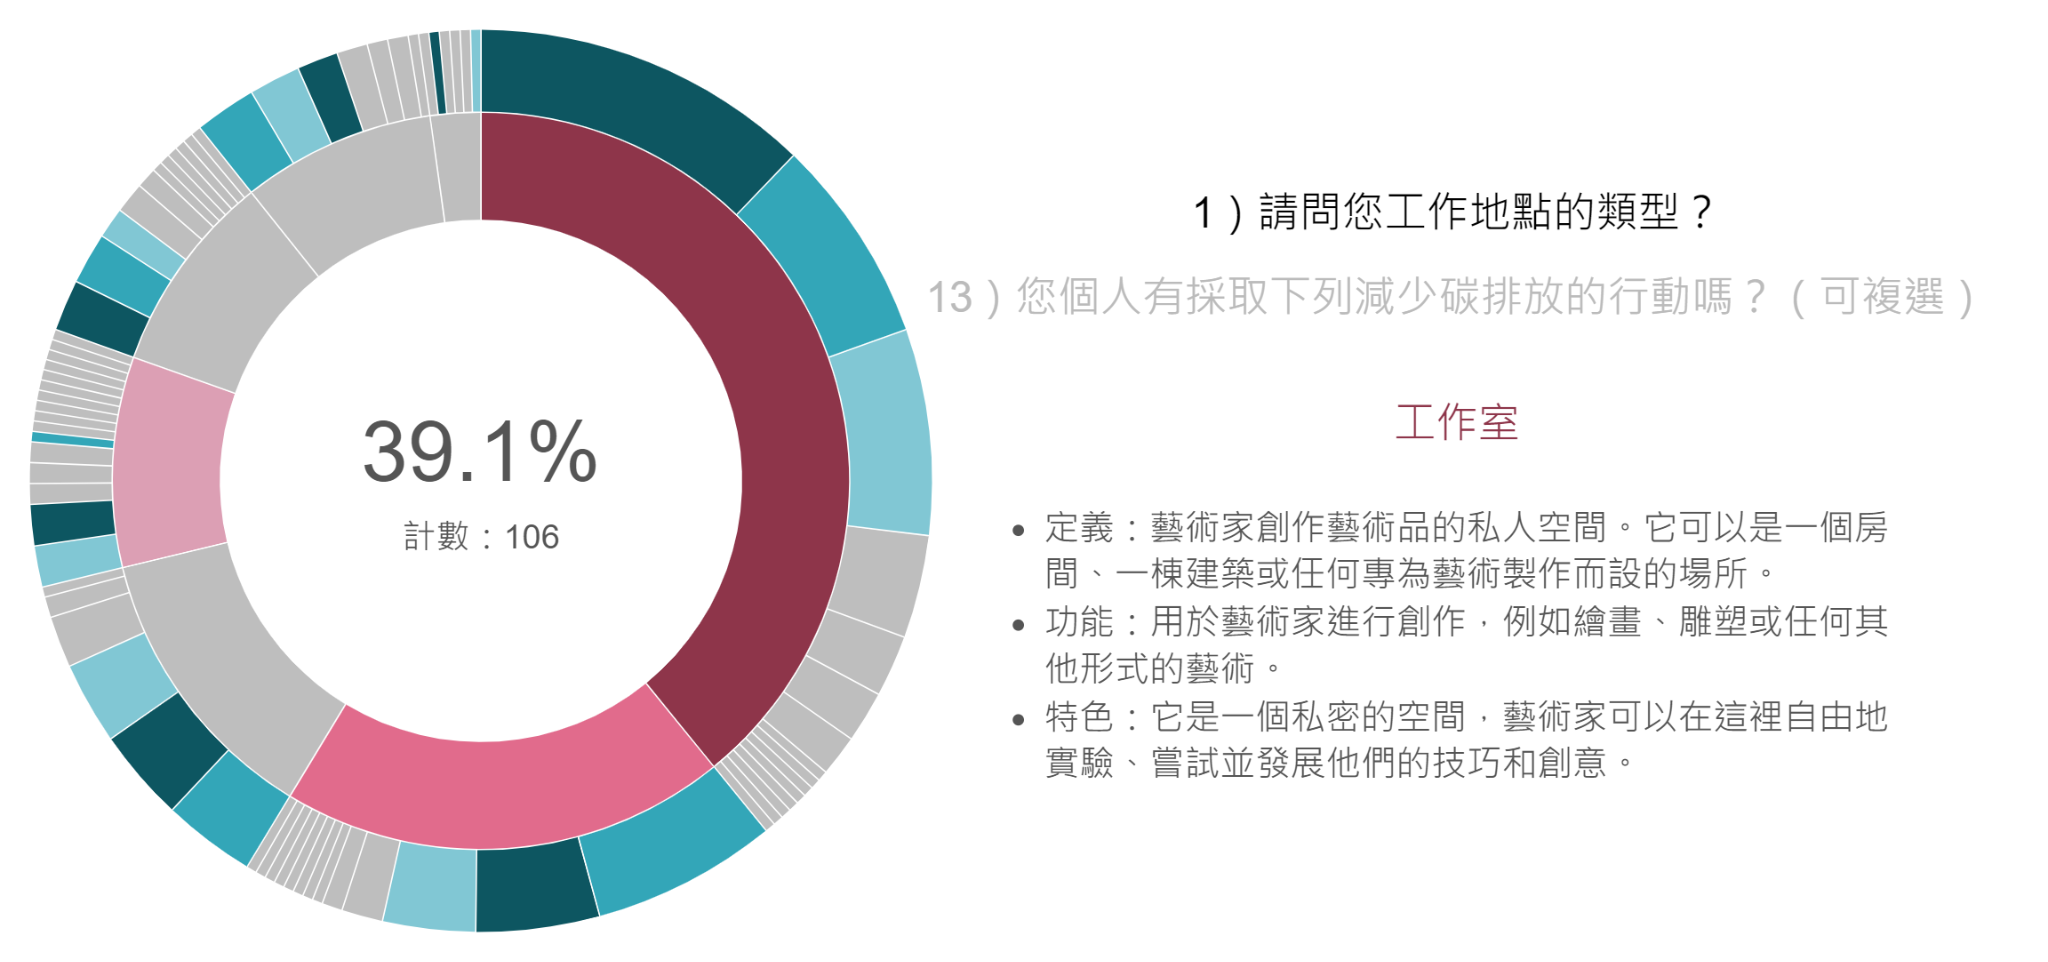 1）請問您工作地點的類型？
13）您個人有採取下列減少碳排放的行動嗎？（可複選）
39.1%
計數：106
工作室
• 定義：藝術家創作藝術品的私人空間。它可以是一個房
間、一棟建築或任何專為藝術製作而設的場所。
• 功能：用於藝術家進行創作，例如繪畫、雕塑或任何其
他形式的藝術。
• 特色：它是一個私密的空間，藝術家可以在這裡自由地
實驗、嘗試並發展他們的技巧和創意。